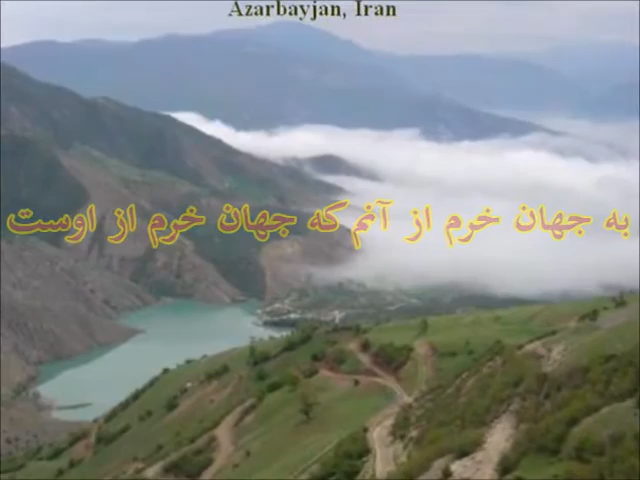 Azarbayjan, Iran
به جهان خرم از آنم که جهان خرم از اوست